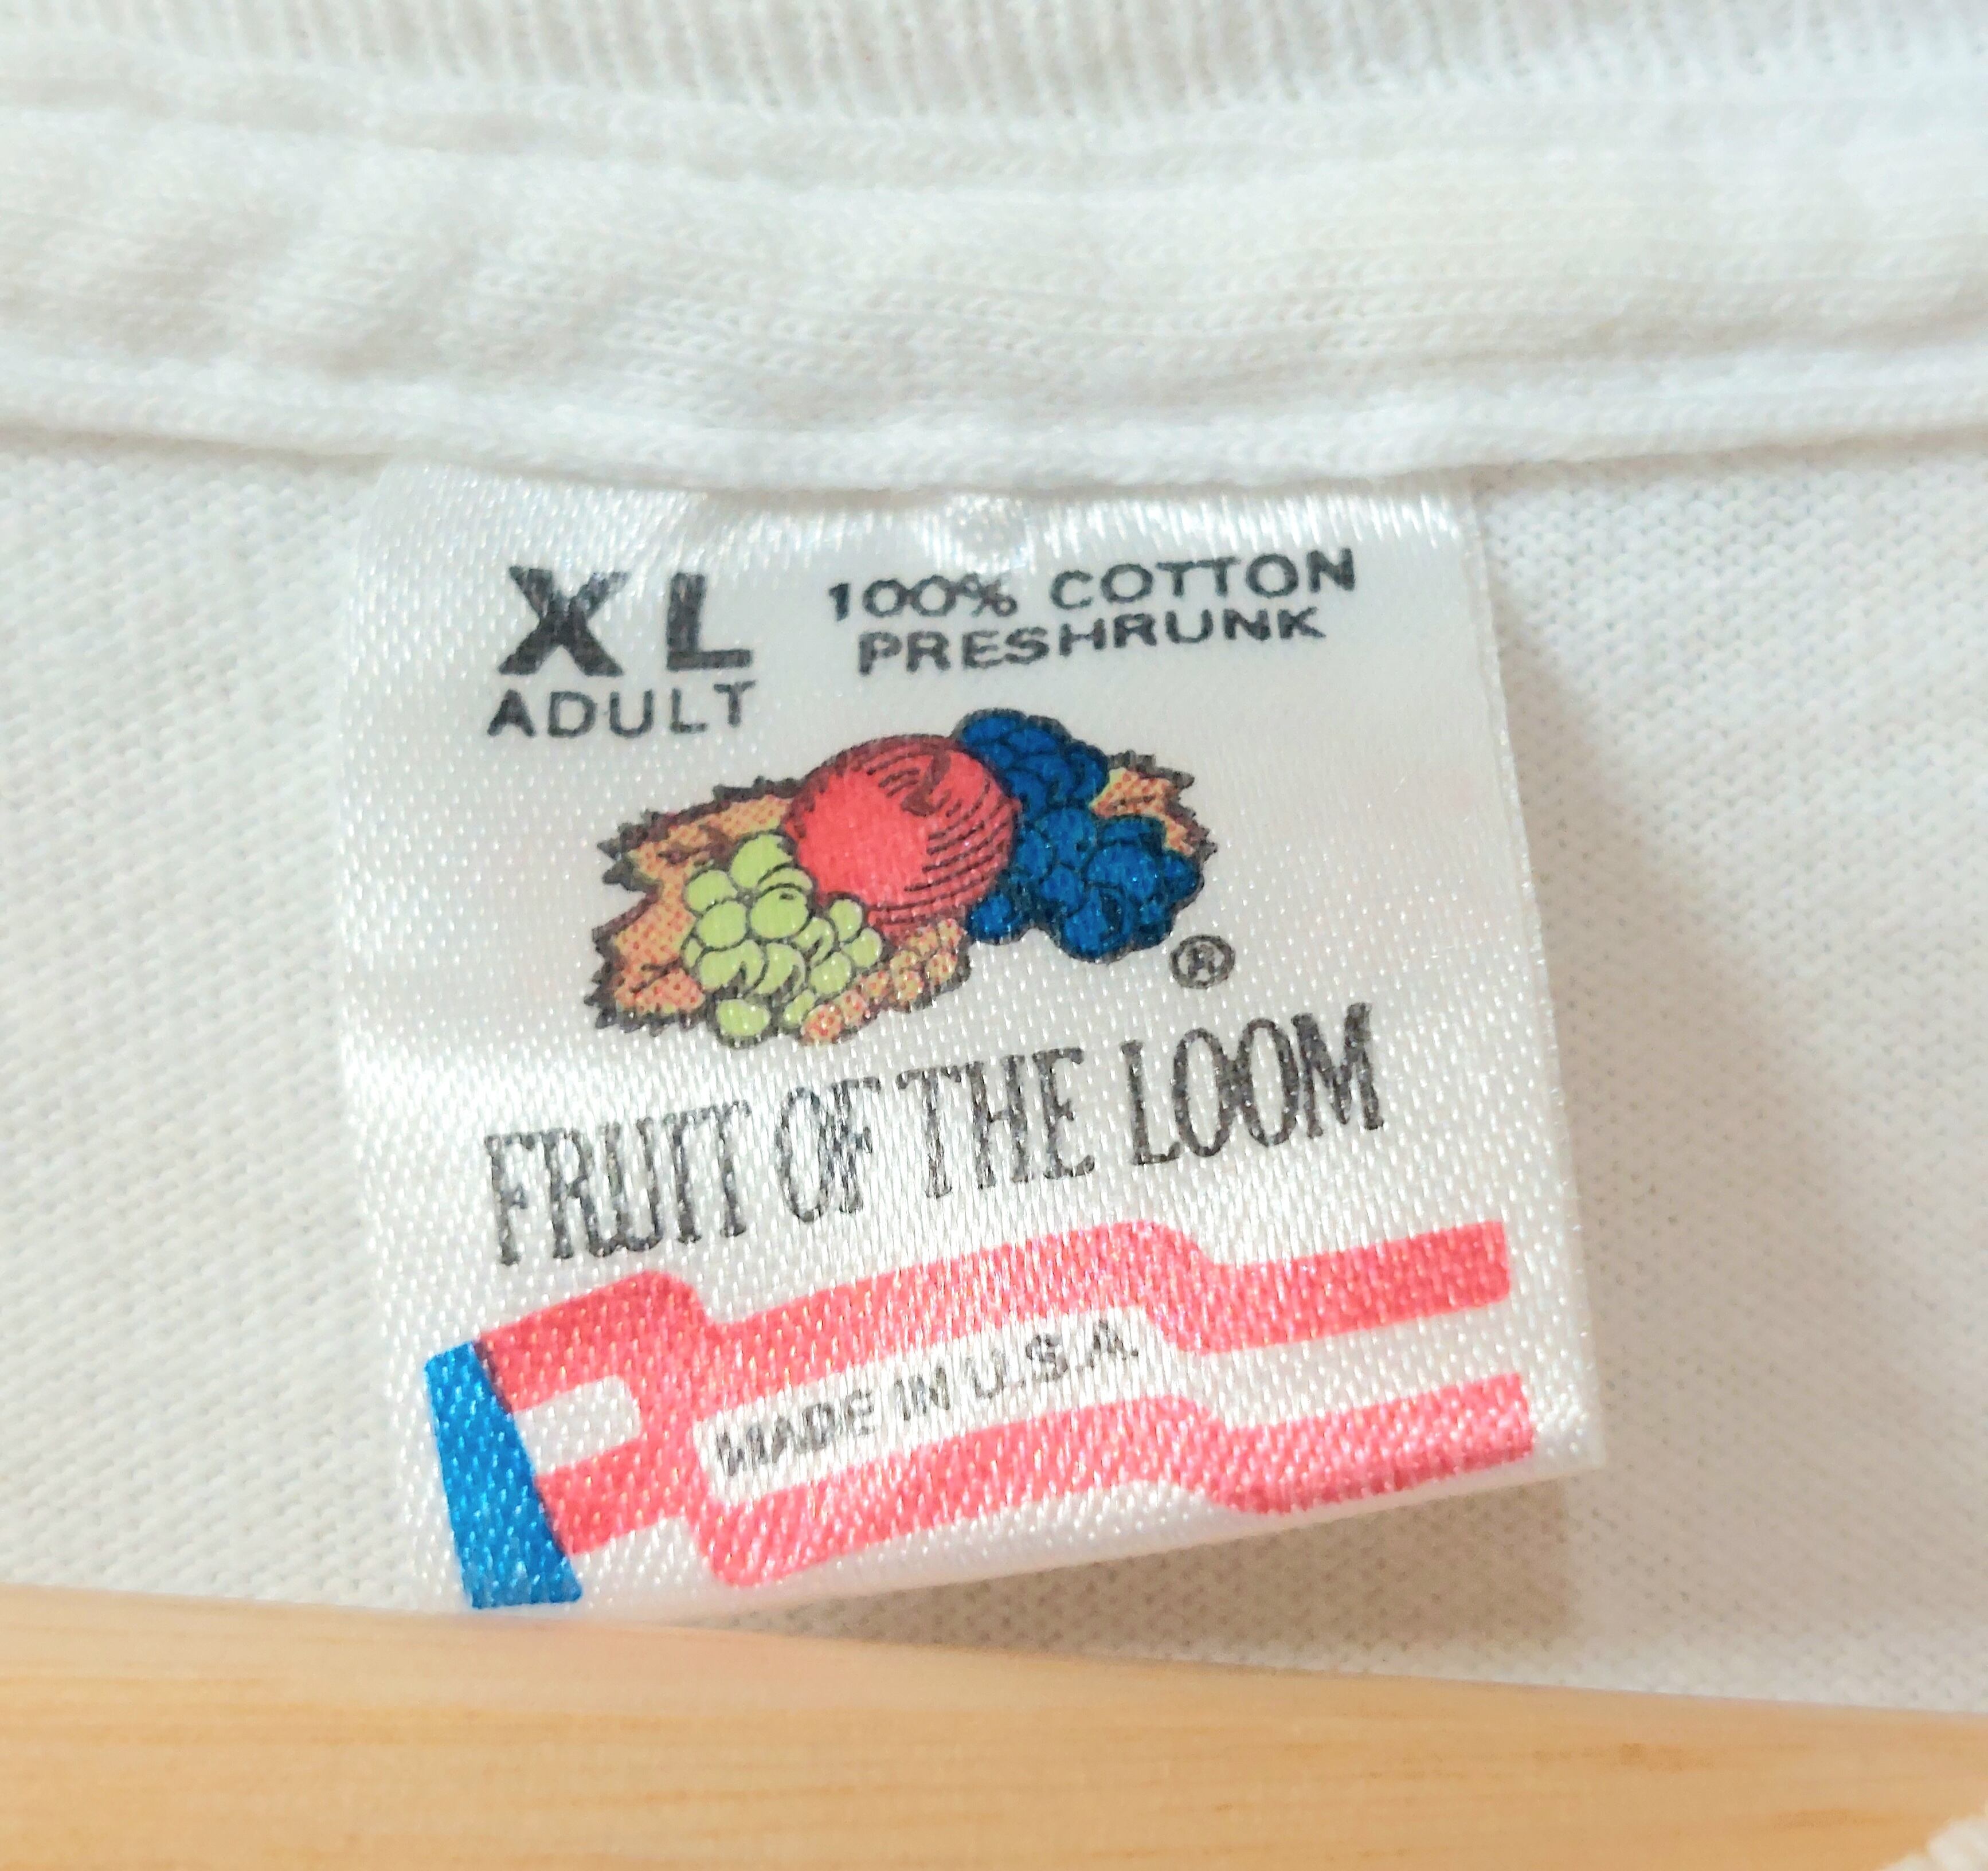 XL
ADULT
100% COTTON
PRESHRUNK
®
FRUIT OF THE LOOM
MADE IN U.S.A.